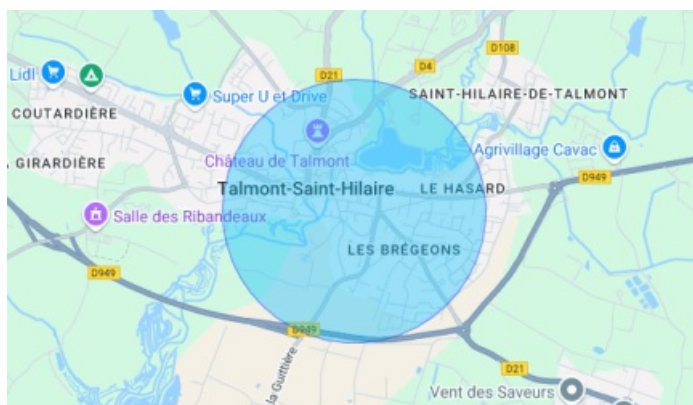 D108
D4
Lidl
D21
Super U et Drive
SAINT-HILAIRE-DE-TALMONT
COUTARDIÈRE
Agrivillage Cavac
Château de Talmont
GIRARDIÈRE
D949
Talmont-Saint-Hilaire
LE HASARD
Salle des Ribandeaux
LES BRÉGEONS
D949
D949
la Guittière
D21
Vent des Saveurs